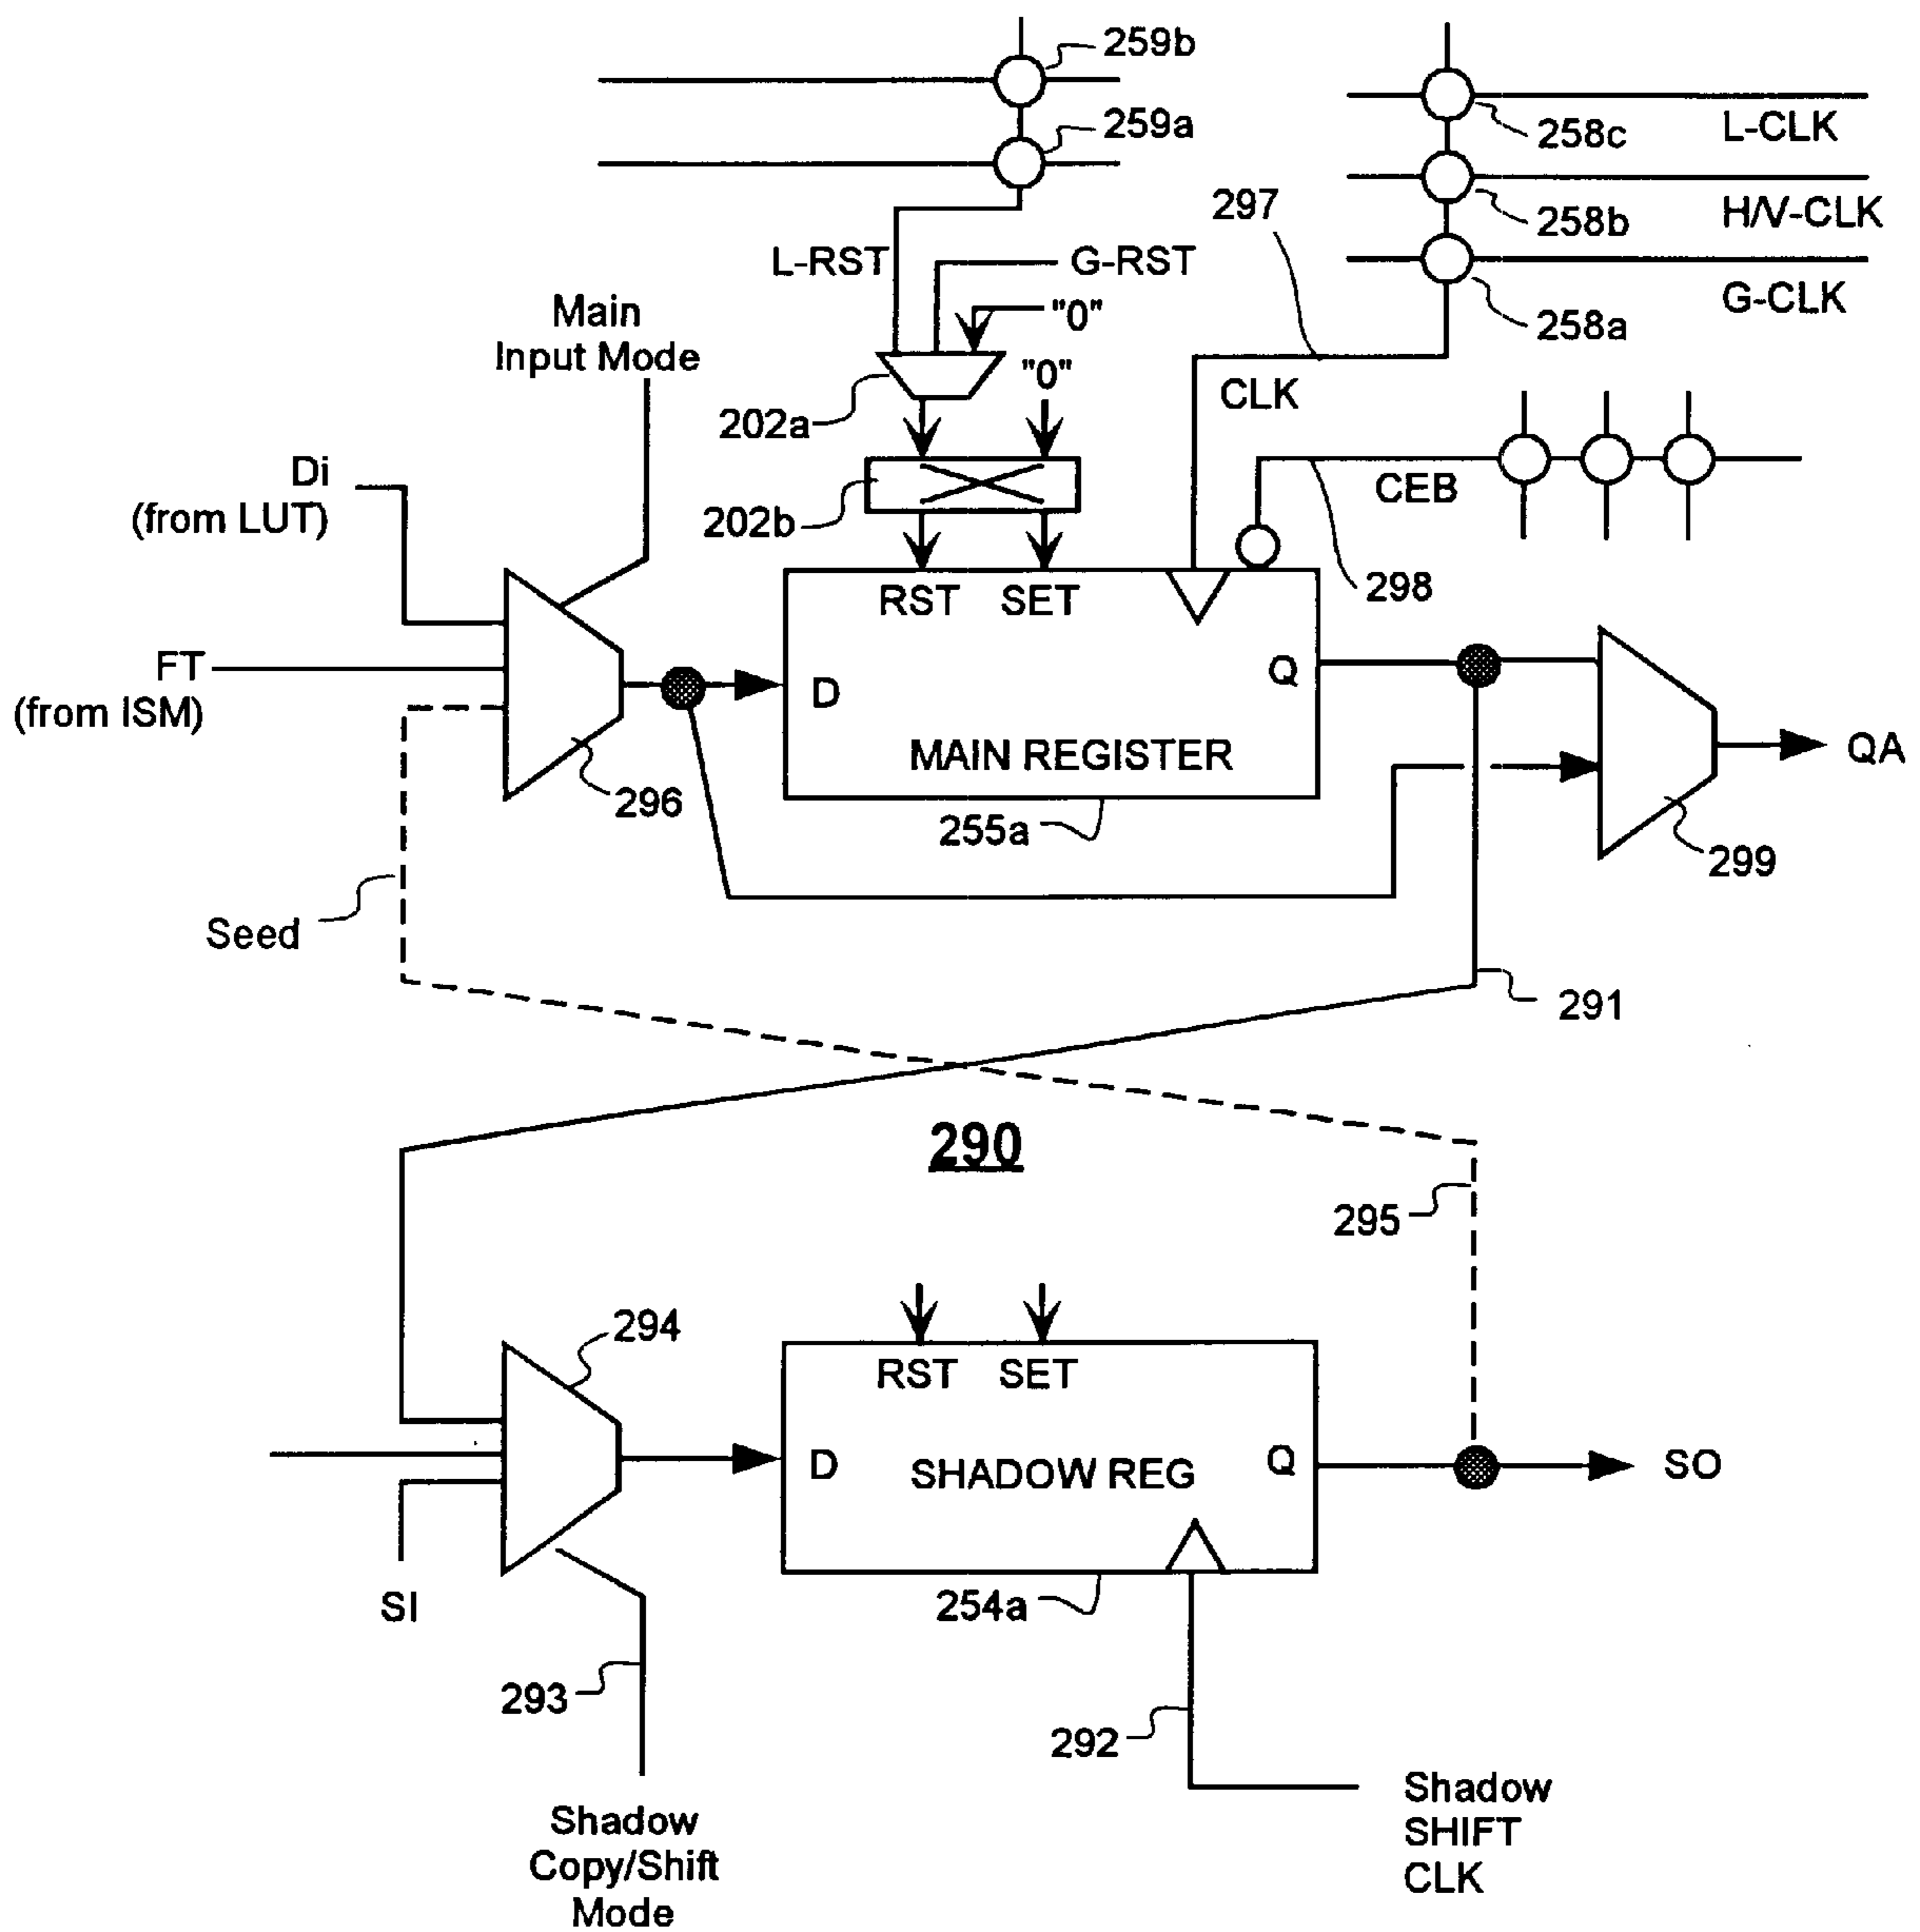 259b
259a
L-CLK
258c
H/V-CLK
258b
G-CLK
258a
297
L-RST
G-RST
"0"
"0"
Main
Input Mode
202a
CLK
Di
(from LUT)
202b
CEB
298
RST SET
FT
(from ISM)
D
Q
MAIN REGISTER
QA
296
255a
299
Seed
291
290
295
294
RST SET
D
SHADOW REG
Q
SO
SI
254a
293
292
Shadow
SHIFT
CLK
Shadow
Copy/Shift
Mode